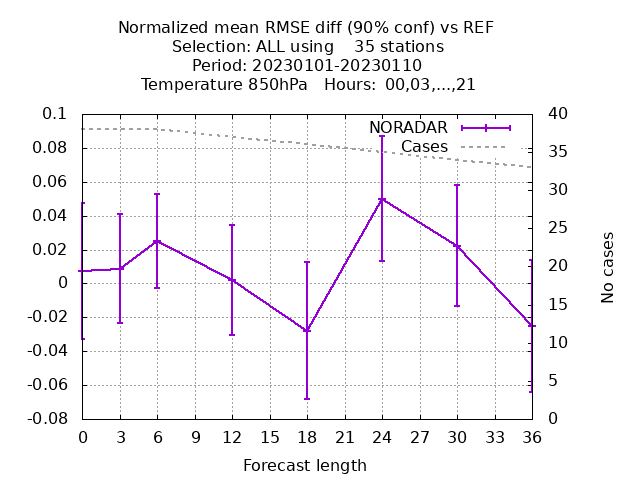 Normalized mean RMSE diff (90% conf) vs REF
Selection: ALL using    35 stations
Period: 20230101-20230110
Temperature 850hPa   Hours:  00,03,...,21
NORADAR
Cases
0.1
0.08
0.06
0.04
0.02
0
-0.02
-0.04
-0.06
-0.08
40
35
30
25
20
15
10
5
0
No cases
0 3 6 9 12 15 18 21 24 27 30 33 36
Forecast length